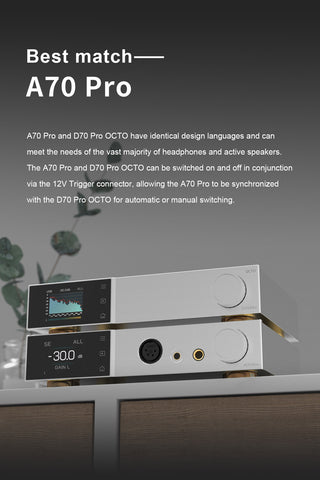 Best match—
A70 Pro
A70 Pro and D70 Pro OCTO have identical design languages and can
meet the needs of the vast majority of headphones and active speakers.
The A70 Pro and D70 Pro OCTO can be switched on and off in conjunction
via the 12V Trigger connector, allowing the A70 Pro to be synchronized
with the D70 Pro OCTO for automatic or manual switching.
OCTO
SE ALL
-30.0 dB
GAIN L